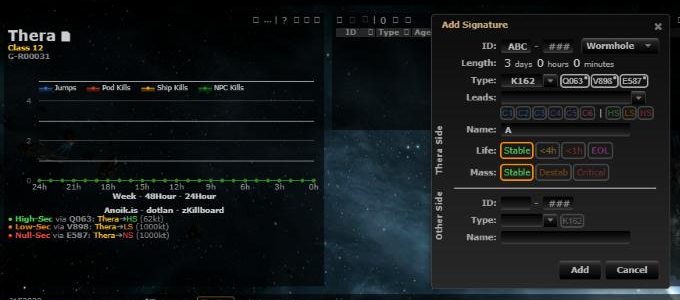 Thera
Class 12
G-R00031
Jumps Pod Kills Ship Kills NPC Kills
4
2
0
24h 21h 18h 15h 12h 9h 6h 3h 0h
Week - 48Hour - 24Hour
Anoik.is - dotlan - zKillboard
High-Sec via Q063: Thera→HS (62kt)
Low-Sec via V898: Thera→LS (1000kt)
Null-Sec via E587: Thera→NS (1000kt)
... | ?
| 0
ID Type Age
Add Signature
ID: ABC - ### Wormhole
Length: 3 days 0 hours 0 minutes
Type: K162 Q063* V898* E587*
Leads:
C1 C2 C3 C4 C5 C6 | HS LS NS
Thera Side
Name: A
Life: Stable <4h <1h EOL
Mass: Stable Destab Critical
Other Side
ID: - ###
Type: K162
Name:
Add Cancel